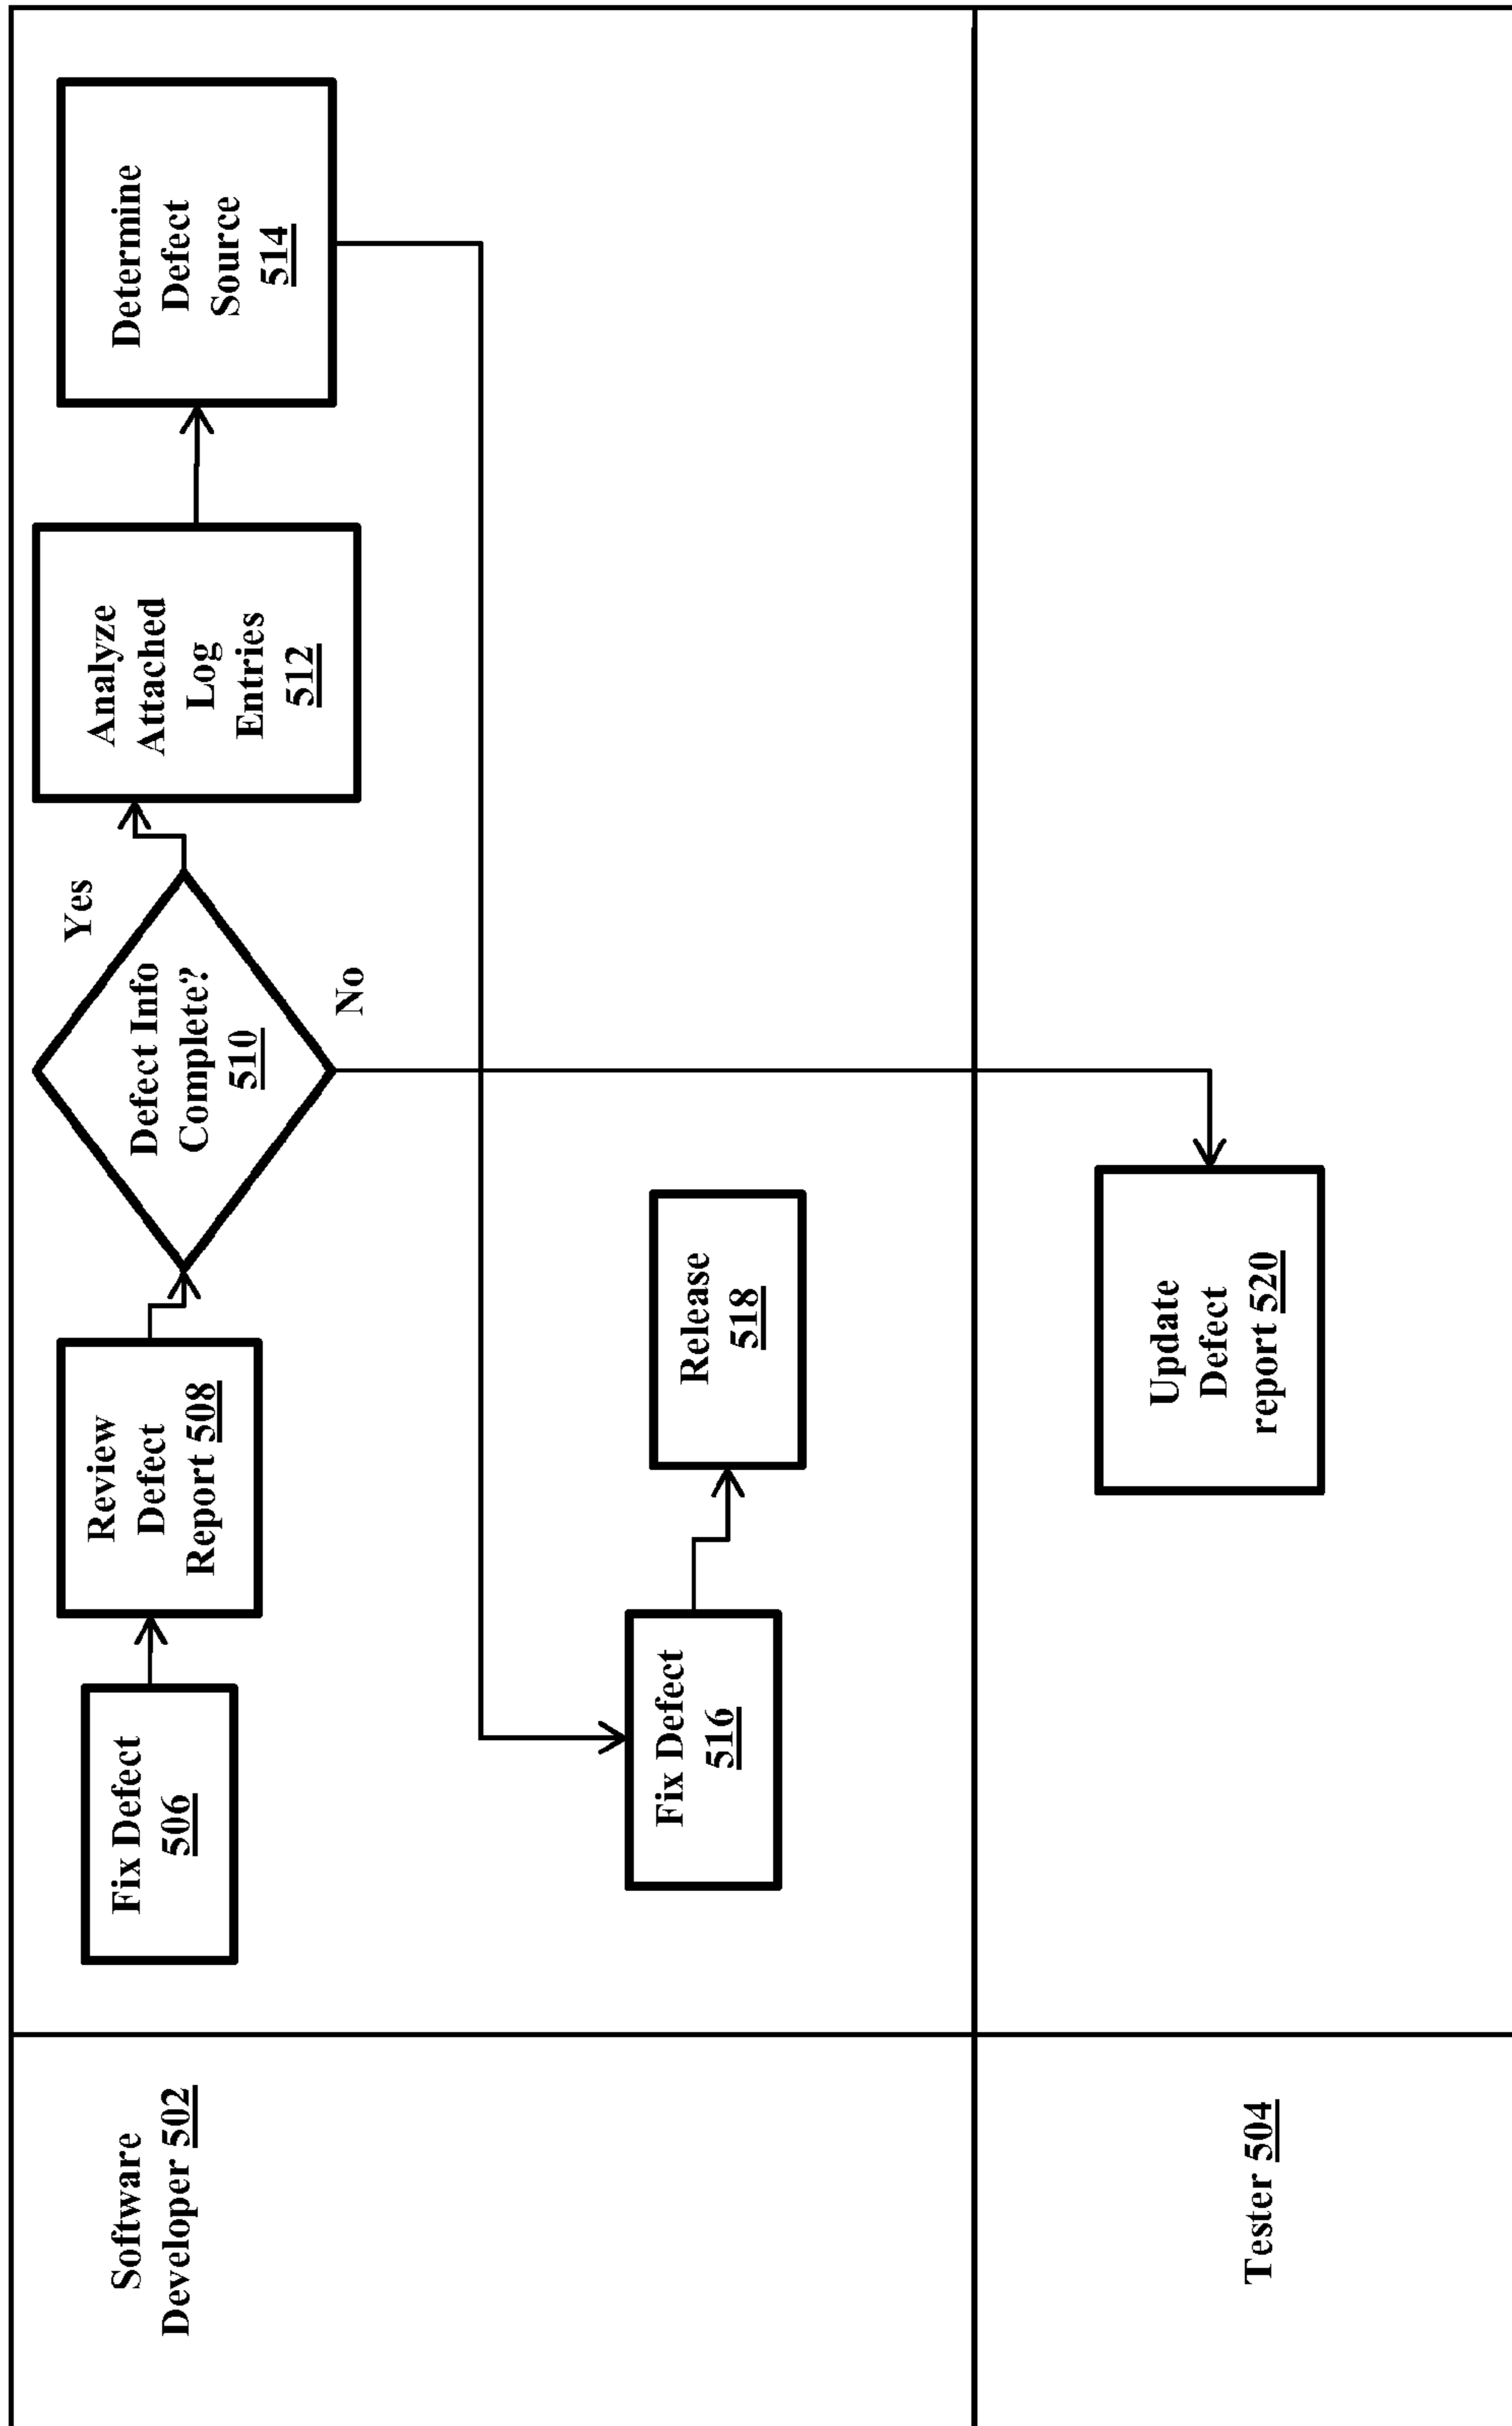 Software
Developer 502
Fix Defect
506
Review
Defect
Report 508
Defect Info
Complete?
510
Yes
No
Analyze
Attached
Log
Entries
512
Determine
Defect
Source
514
Fix Defect
516
Release
518
Tester 504
Update
Defect
report 520